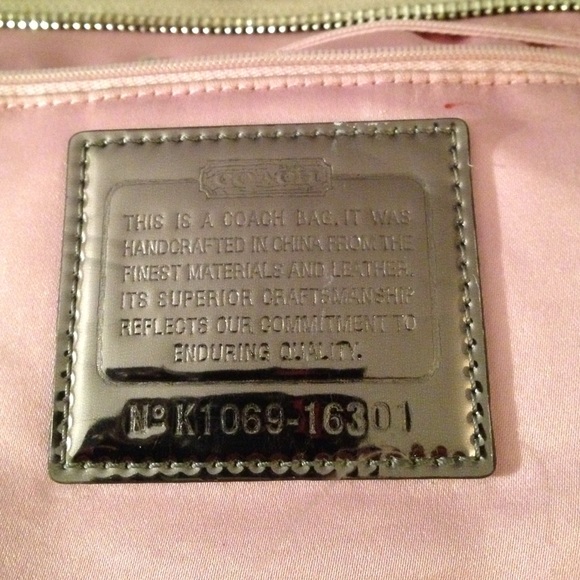 COACH
THIS IS A COACH BAG. IT WAS
HANDCRAFTED IN CHINA FROM THE
FINEST MATERIALS AND LEATHER.
ITS SUPERIOR CRAFTSMANSHIP
REFLECTS OUR COMMITMENT TO
ENDURING QUALITY.
Nº K1069-16301